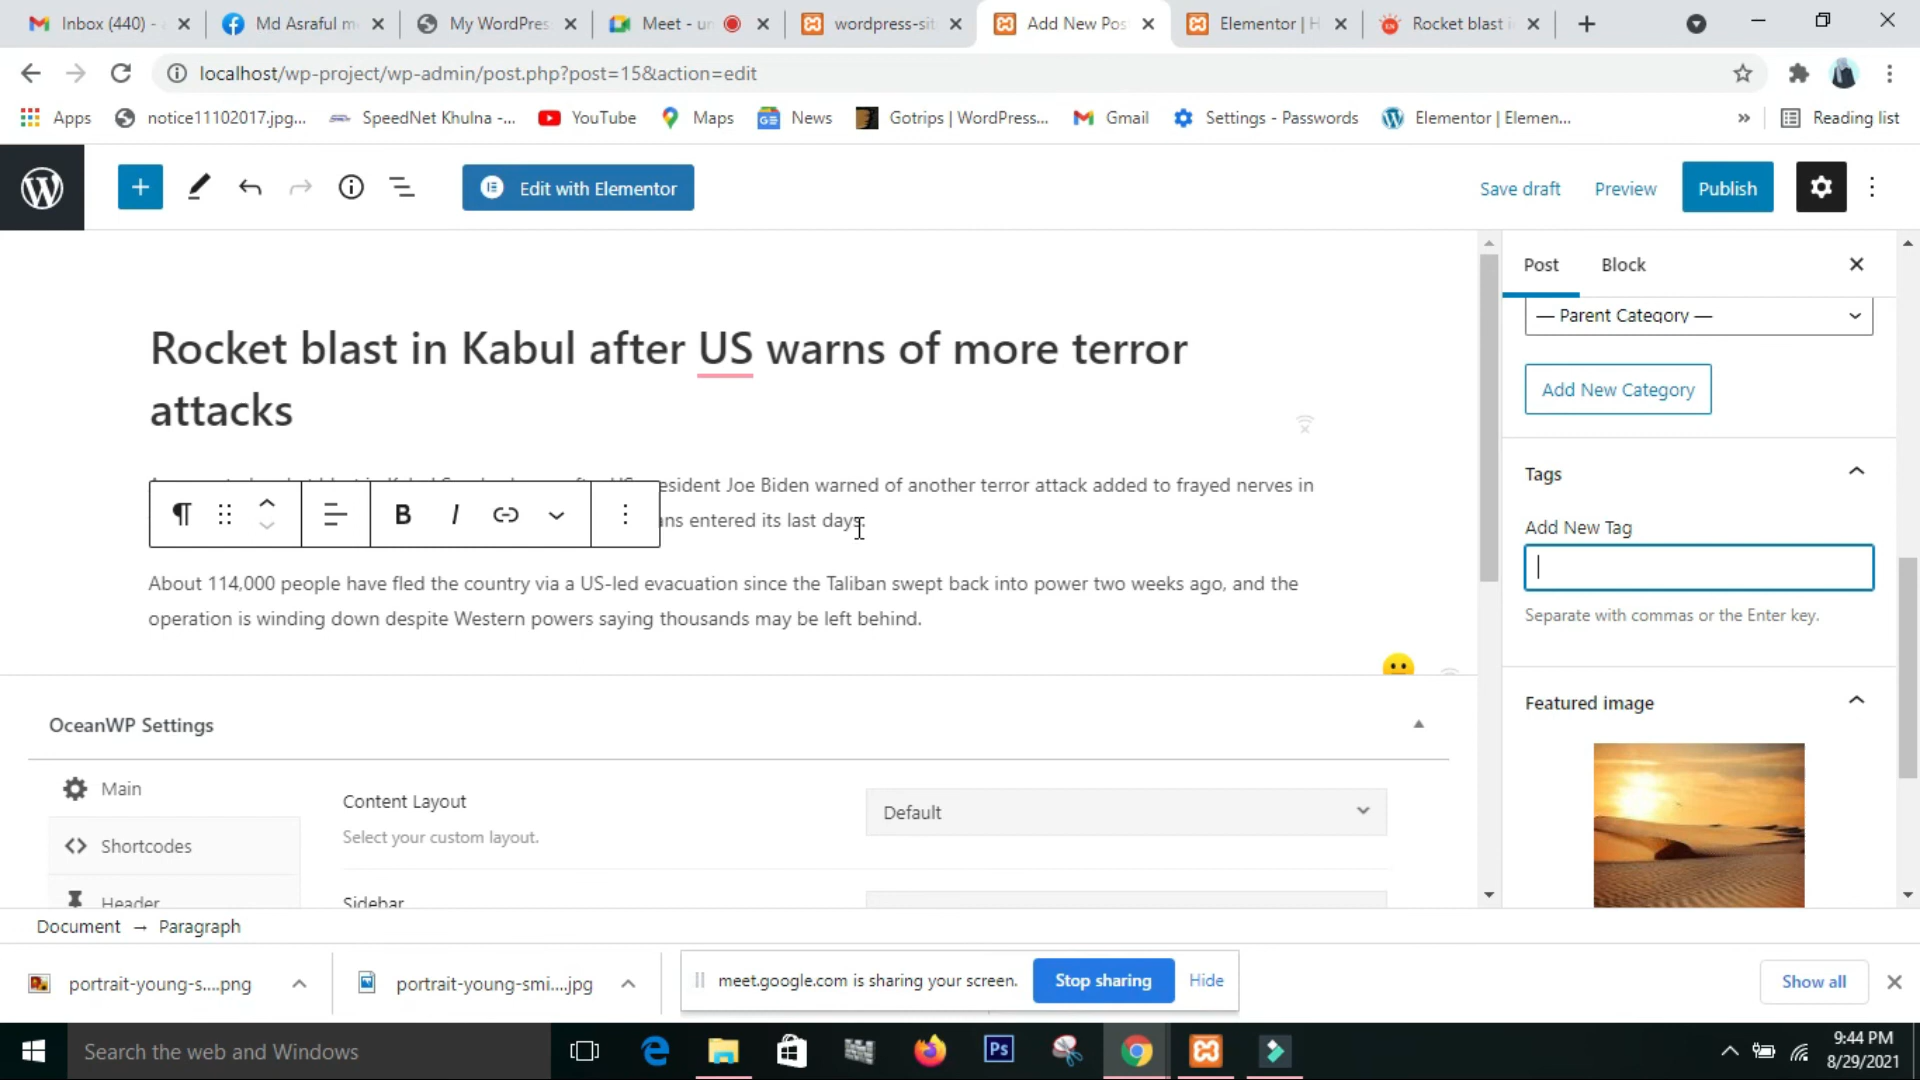 Inbox (440) -
Md Asraful m
My WordPres
Meet - un
wordpress-sit
Add New Pos
Elementor | H
Rocket blast i
localhost/wp-project/wp-admin/post.php?post=15&action=edit
Apps
notice11102017.jpg...
SpeedNet Khulna -...
YouTube
Maps
News
Gotrips | WordPress...
Gmail
Settings - Passwords
Elementor | Elemen...
»
Reading list
Edit with Elementor
Save draft
Preview
Publish
Post
Block
Rocket blast in Kabul after US warns of more terror
attacks
esident Joe Biden warned of another terror attack added to frayed nerves in
ans entered its last days.
B I
About 114,000 people have fled the country via a US-led evacuation since the Taliban swept back into power two weeks ago, and the
operation is winding down despite Western powers saying thousands may be left behind.
— Parent Category —
Add New Category
Tags
Add New Tag
Separate with commas or the Enter key.
Featured image
OceanWP Settings
Main
Shortcodes
Header
Content Layout
Select your custom layout.
Default
Sidebar
Document → Paragraph
portrait-young-s....png
portrait-young-smi....jpg
meet.google.com is sharing your screen.
Stop sharing
Hide
Show all
Search the web and Windows
Ps
9:44 PM
8/29/2021